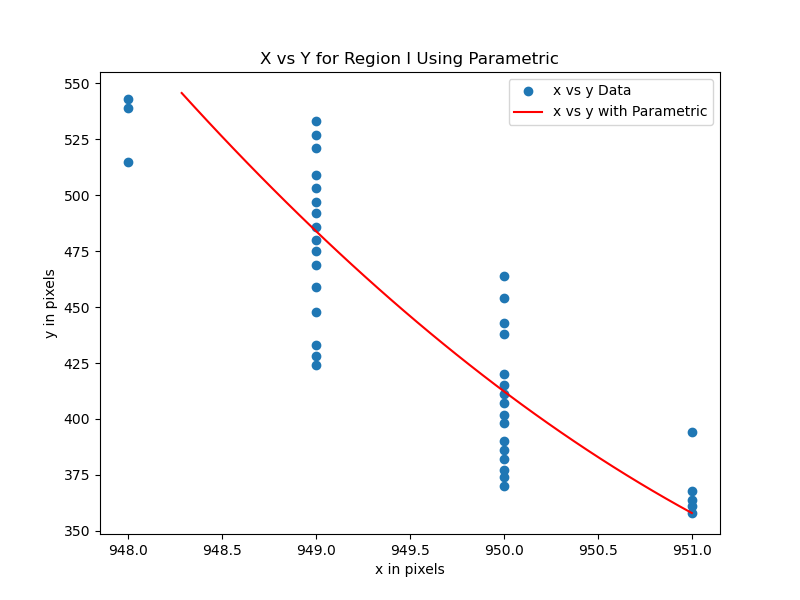 X vs Y for Region I Using Parametric
x vs y Data
x vs y with Parametric
y in pixels
550
525
500
475
450
425
400
375
350
948.0 948.5 949.0 949.5 950.0 950.5 951.0
x in pixels